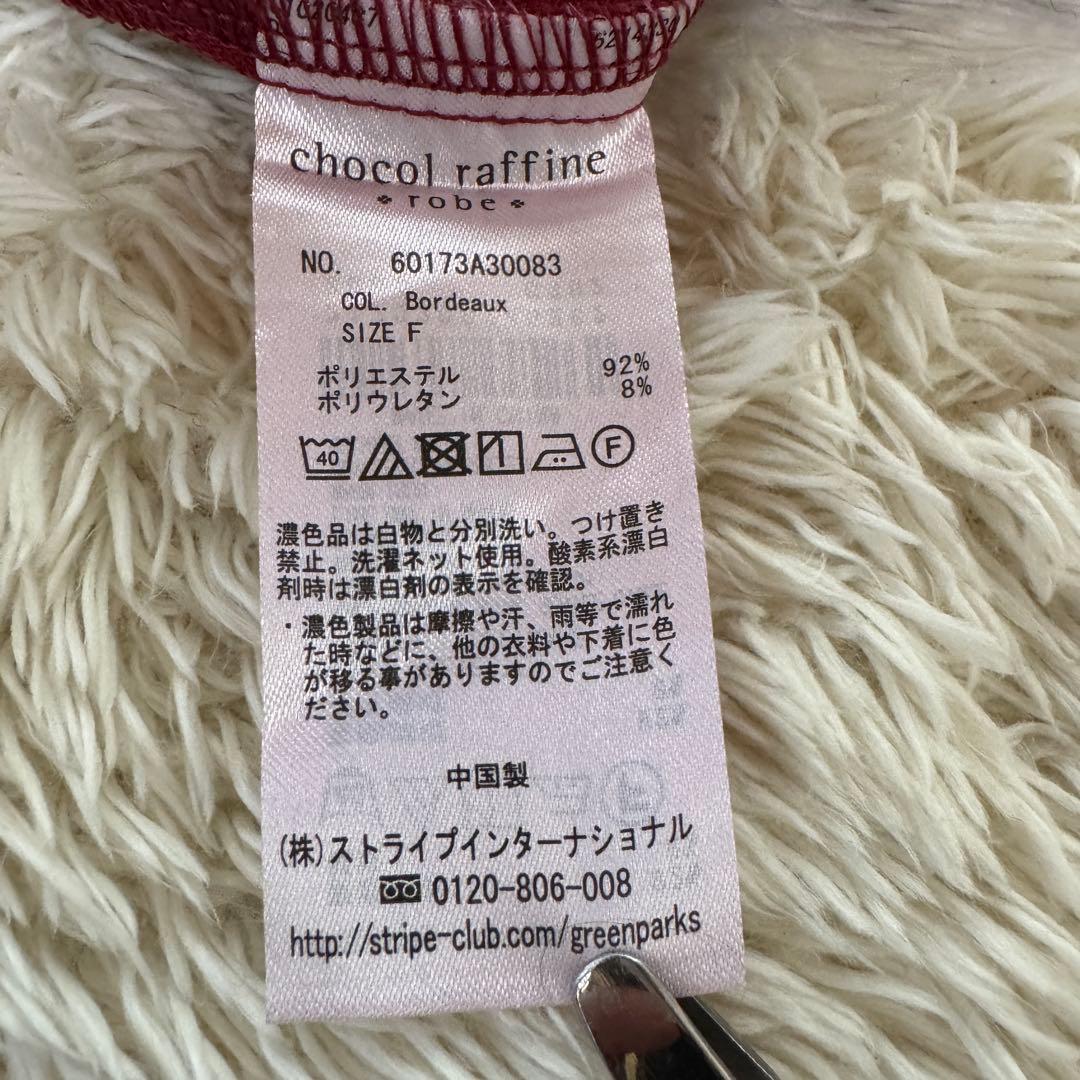 chocol raffine
robe
NO. 60173A30083
COL. Bordeaux
SIZE F
ポリエステル 92%
ポリウレタン 8%
40 F
濃色品は白物と分別洗い。つけ置き
禁止。洗濯ネット使用。酸素系漂白
剤時は漂白剤の表示を確認。
・濃色製品は摩擦や汗、雨等で濡れ
た時などに、他の衣料や下着に色
が移る事がありますのでご注意く
ださい。
中国製
(株)ストライプインターナショナル
0120-806-008
http://stripe-club.com/greenparks